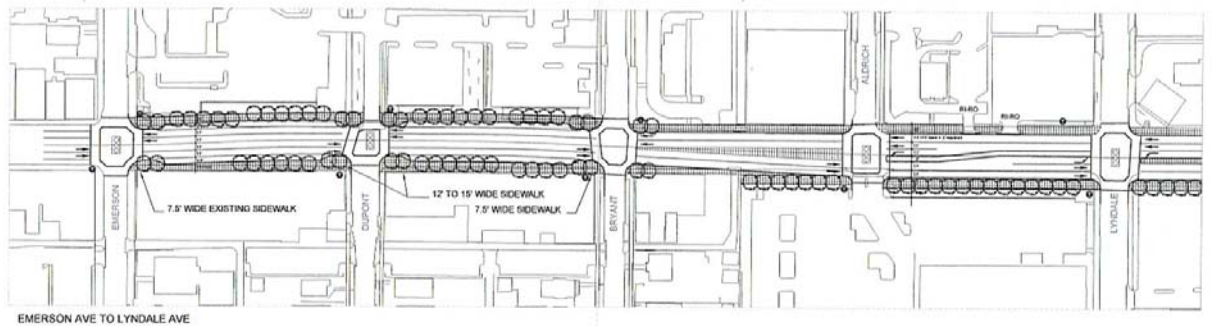 ALDRICH
RI-RO
RI-RO
12' TO 15' WIDE SIDEWALK
7.5' WIDE EXISTING SIDEWALK
7.5' WIDE SIDEWALK
EMERSON
DUPONT
BRYANT
LYNDALE
EMERSON AVE TO LYNDALE AVE